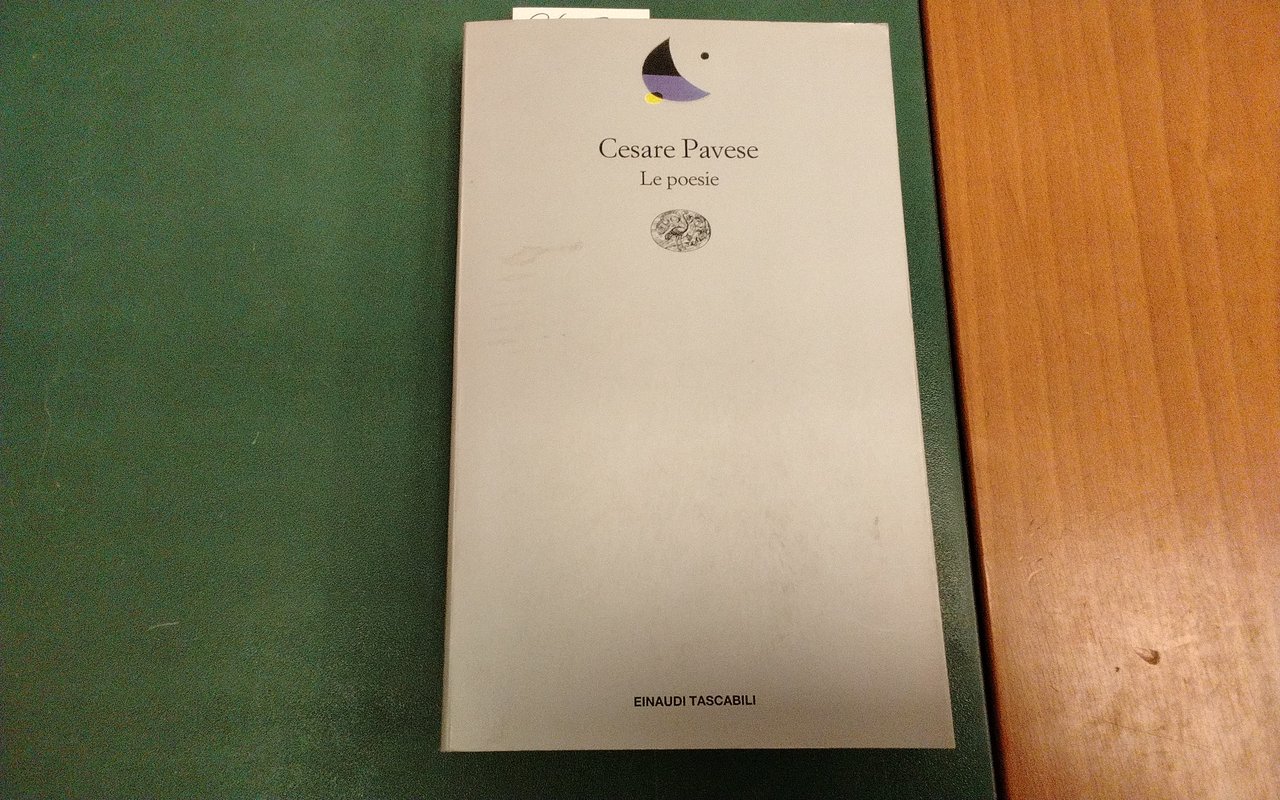 Cesare Pavese
Le poesie
EINAUDI TASCABILI